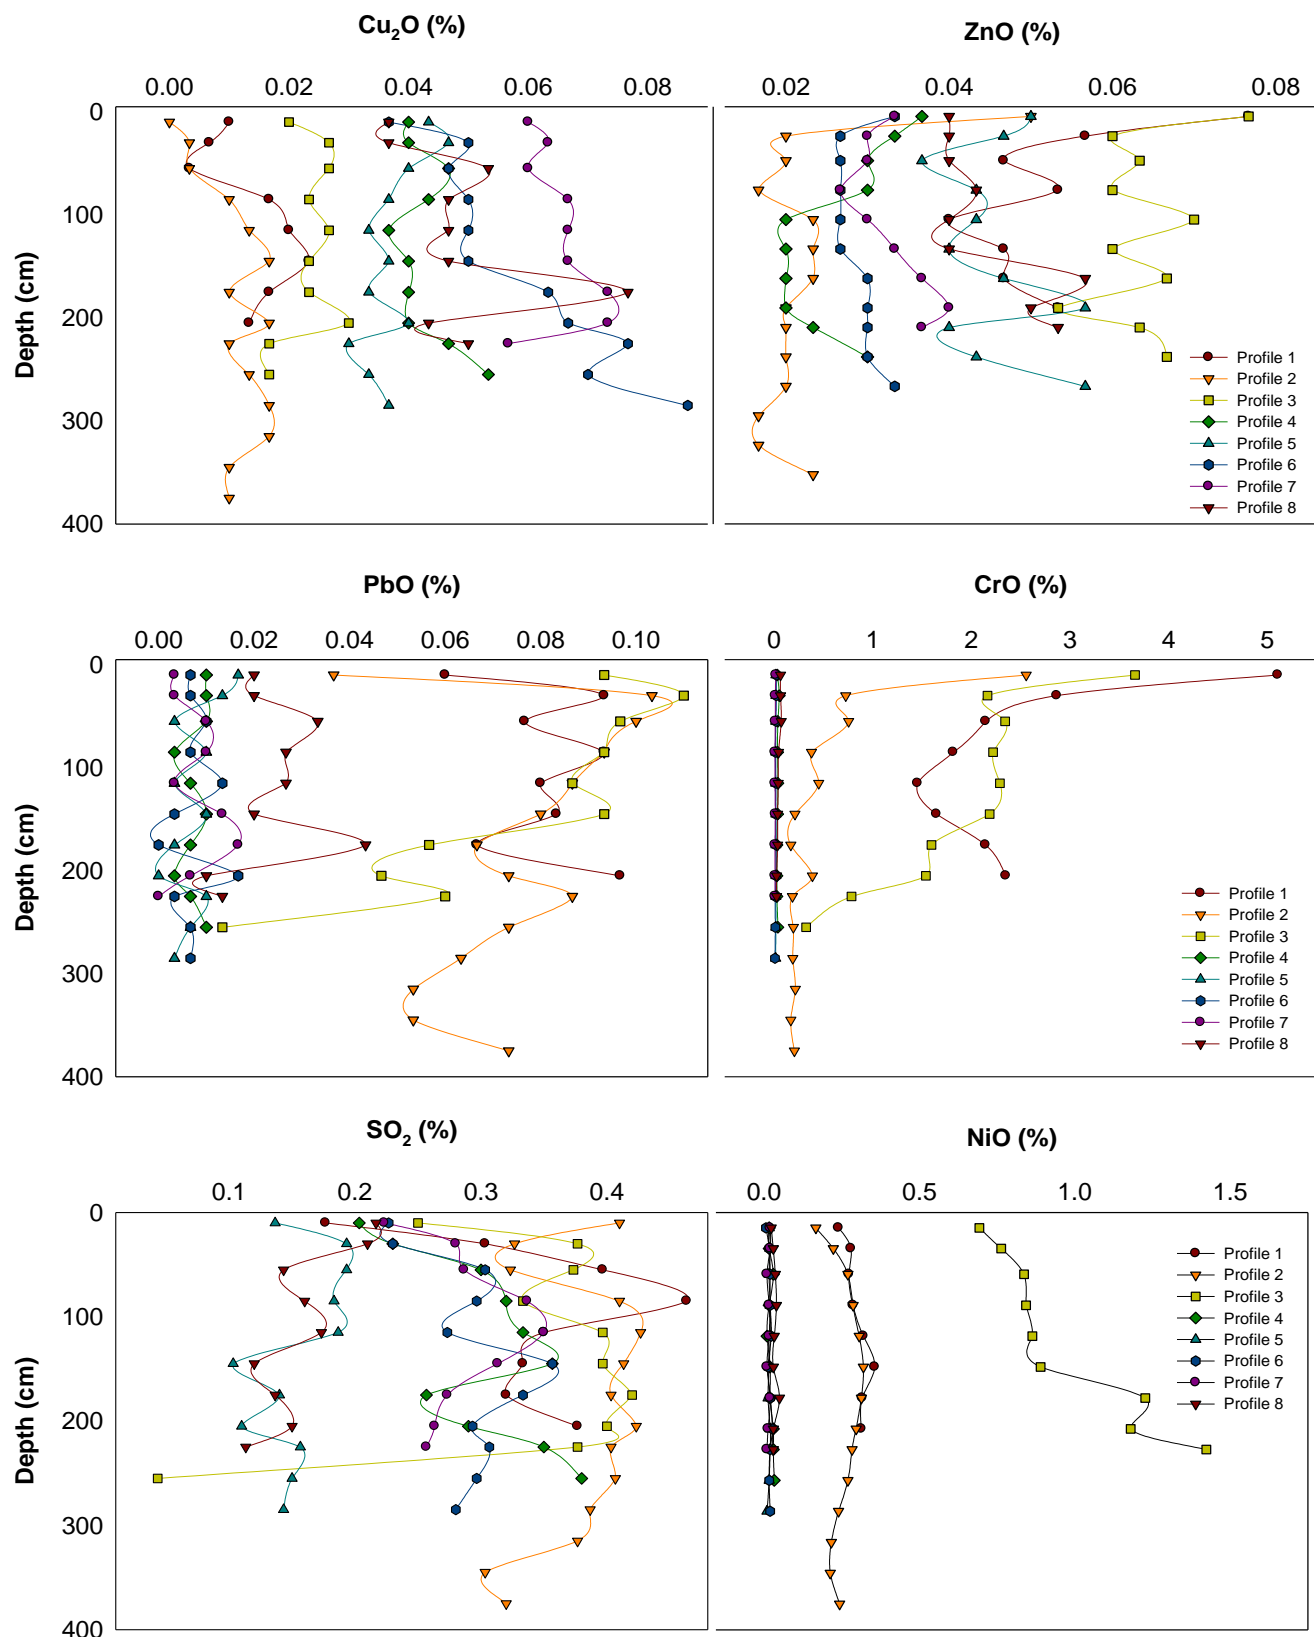 Cu₂O (%)
ZnO (%)
0.00 0.02 0.04 0.06 0.08
0.02 0.04 0.06 0.08
0
100
200
300
400
Depth (cm)
Profile 1
Profile 2
Profile 3
Profile 4
Profile 5
Profile 6
Profile 7
Profile 8
PbO (%)
CrO (%)
0.00 0.02 0.04 0.06 0.08 0.10
0 1 2 3 4 5
0
100
200
300
400
Depth (cm)
Profile 1
Profile 2
Profile 3
Profile 4
Profile 5
Profile 6
Profile 7
Profile 8
SO₂ (%)
NiO (%)
0.1 0.2 0.3 0.4
0.0 0.5 1.0 1.5
0
100
200
300
400
Depth (cm)
Profile 1
Profile 2
Profile 3
Profile 4
Profile 5
Profile 6
Profile 7
Profile 8